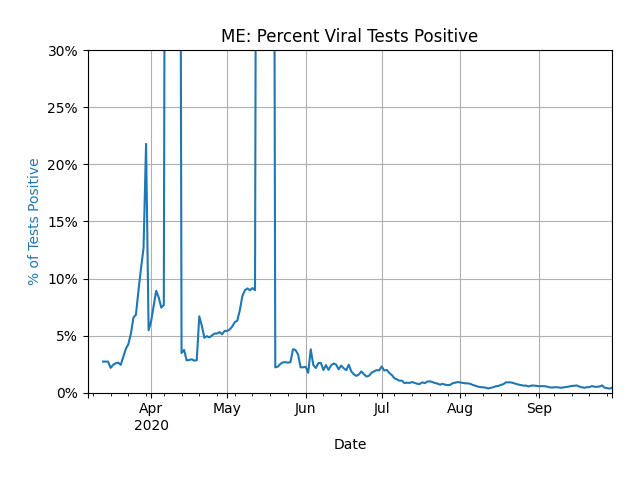 ME: Percent Viral Tests Positive
30%
25%
20%
15%
10%
5%
0%
% of Tests Positive
Apr
2020
May
Jun
Jul
Aug
Sep
Date